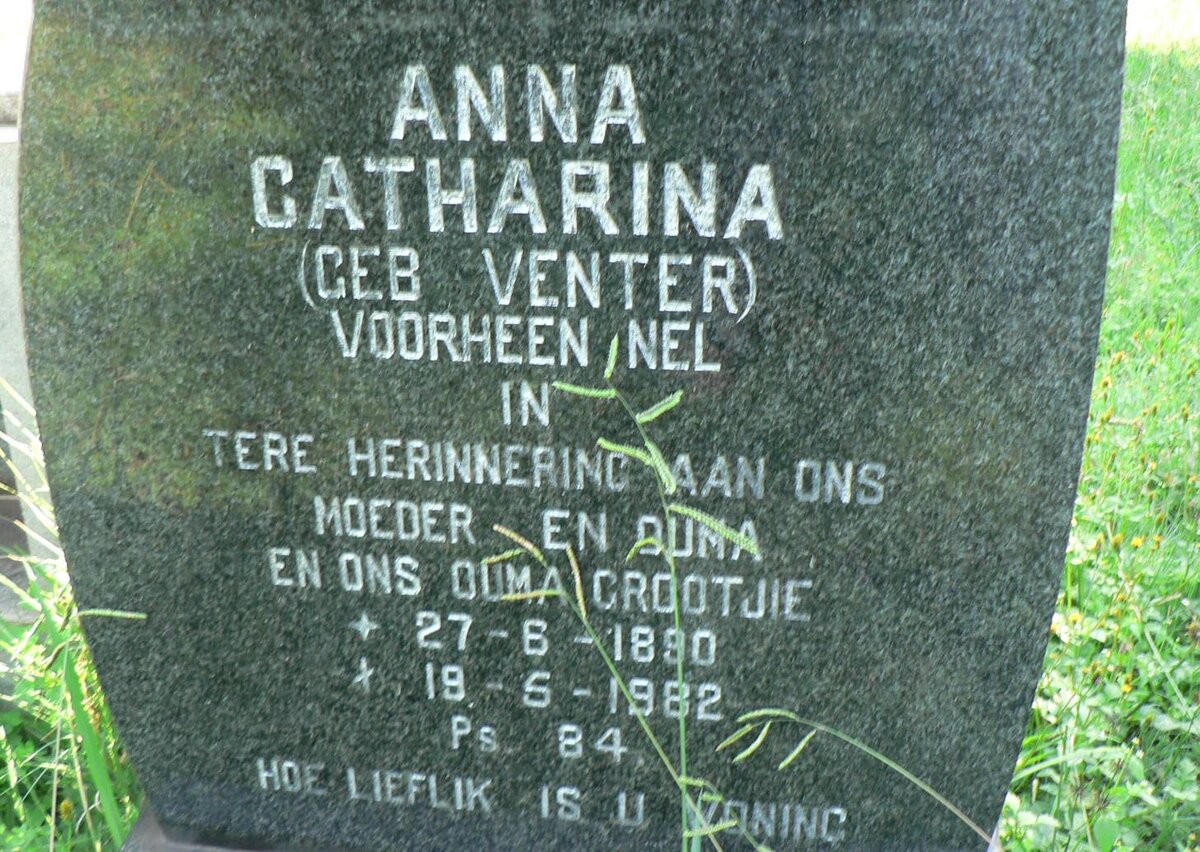 ANNA
CATHARINA
(GEB VENTER)
VOORHEEN NEL
IN
TERE HERINNERING AAN ONS
MOEDER EN OUMA
EN ONS OUMA GROOTJIE
* 27-6-1890
+ 19-6-1982
Ps 84
HOE LIEFLIK IS U WONING